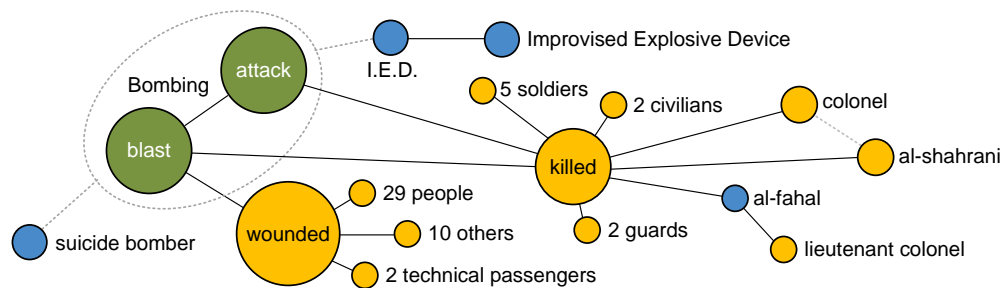 Improvised Explosive Device
attack
I.E.D.
Bombing
5 soldiers
2 civilians
colonel
blast
killed
al-shahrani
29 people
al-fahal
wounded
10 others
2 guards
suicide bomber
lieutenant colonel
2 technical passengers